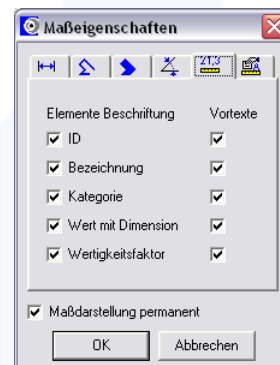 Maßeigenschaften
21,3
Elemente Beschriftung Vortexte
ID
Bezeichnung
Kategorie
Wert mit Dimension
Wertigkeitsfaktor
Maßdarstellung permanent
OK Abbrechen